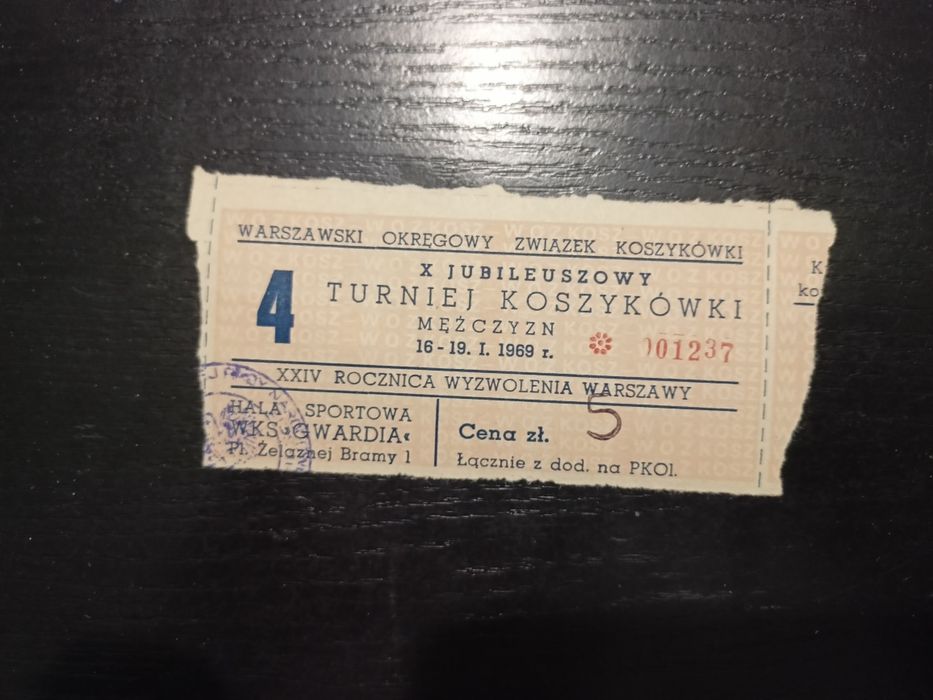 WARSZAWSKI OKRĘGOWY ZWIĄZEK KOSZYKÓWKI
4
X JUBILEUSZOWY
TURNIEJ KOSZYKÓWKI
MĘŻCZYZN
16-19. I. 1969 r.
001237
XXIV ROCZNICA WYZWOLENIA WARSZAWY
HALA SPORTOWA
WKS »GWARDIA«
Pl. Żelaznej Bramy 1
Cena zł. 5
Łącznie z dod. na PKOl.
K
ko